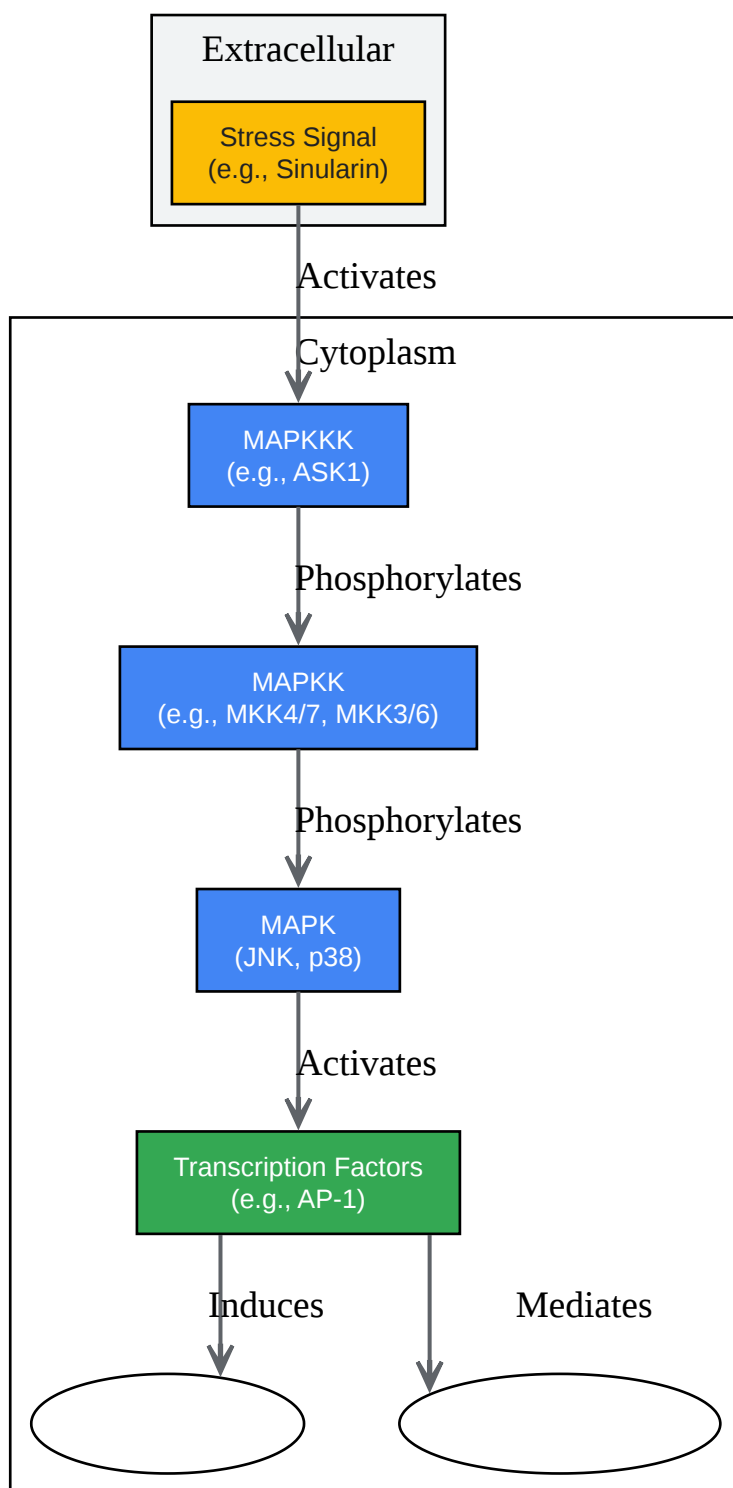 Extracellular
Stress Signal
(e.g., Sinularin)
Activates
Cytoplasm
MAPKKK
(e.g., ASK1)
Phosphorylates
MAPKK
(e.g., MKK4/7, MKK3/6)
Phosphorylates
MAPK
(JNK, p38)
Activates
Transcription Factors
(e.g., AP-1)
Induces
Mediates